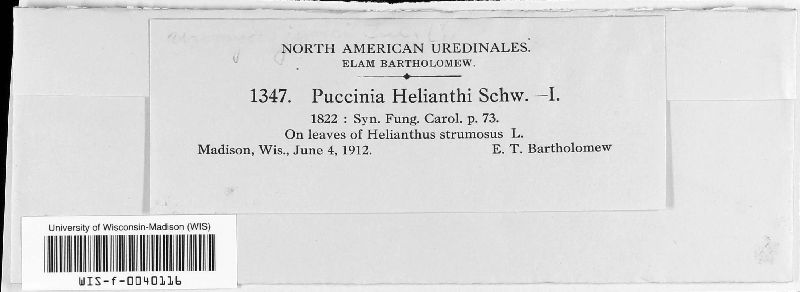 NORTH AMERICAN UREDINALES.
ELAM BARTHOLOMEW.
1347. Puccinia Helianthi Schw. —I.
1822 : Syn. Fung. Carol. p. 73.
On leaves of Helianthus strumosus L.
Madison, Wis., June 4, 1912. E. T. Bartholomew
University of Wisconsin-Madison (WIS)
WIS-f-0040116